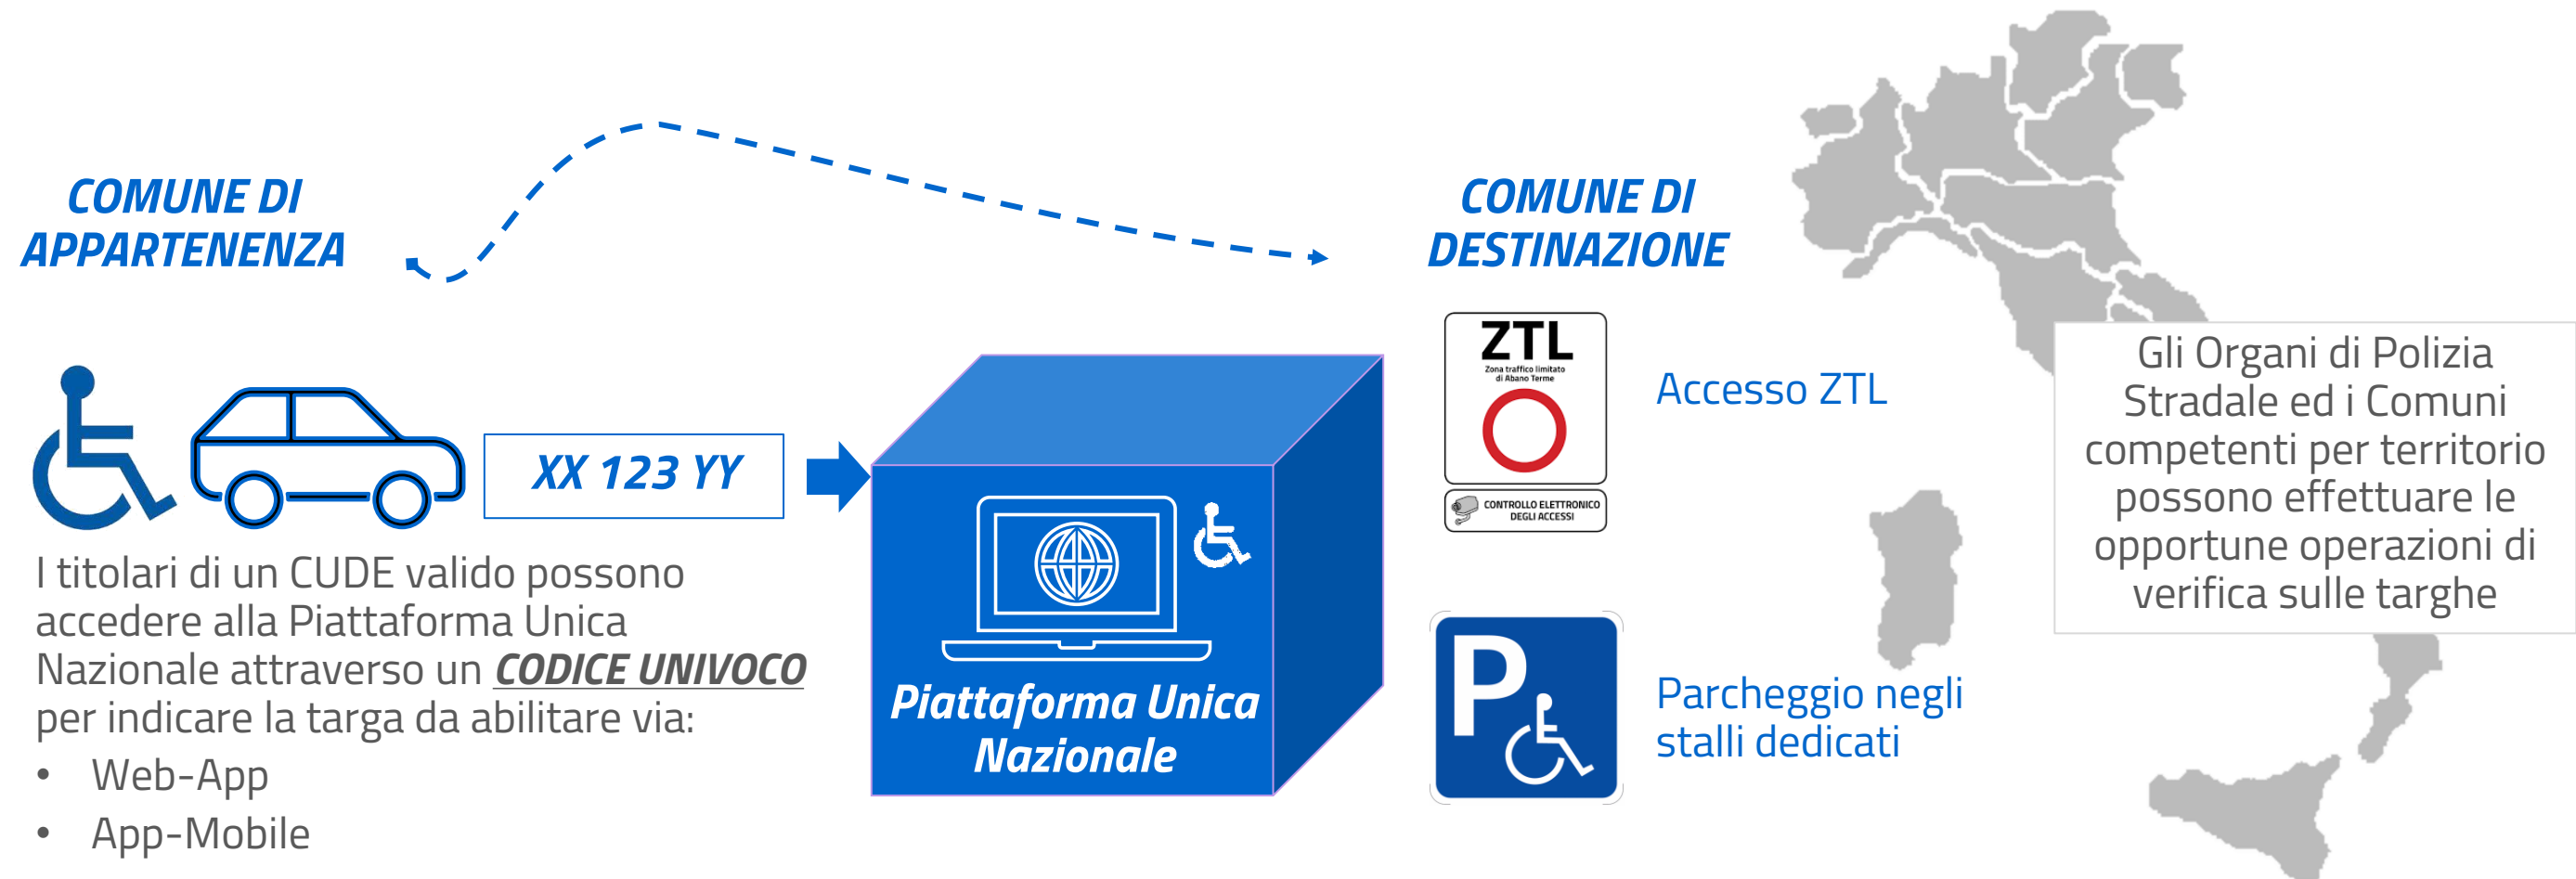 COMUNE DI
APPARTENENZA
XX 123 YY
I titolari di un CUDE valido possono
accedere alla Piattaforma Unica
Nazionale attraverso un CODICE UNIVOCO
per indicare la targa da abilitare via:
• Web-App
• App-Mobile
Piattaforma Unica
Nazionale
COMUNE DI
DESTINAZIONE
ZTL
Zona traffico limitato
di Abano Terme
CONTROLLO ELETTRONICO
DEGLI ACCESSI
Accesso ZTL
P
Parcheggio negli
stalli dedicati
Gli Organi di Polizia
Stradale ed i Comuni
competenti per territorio
possono effettuare le
opportune operazioni di
verifica sulle targhe